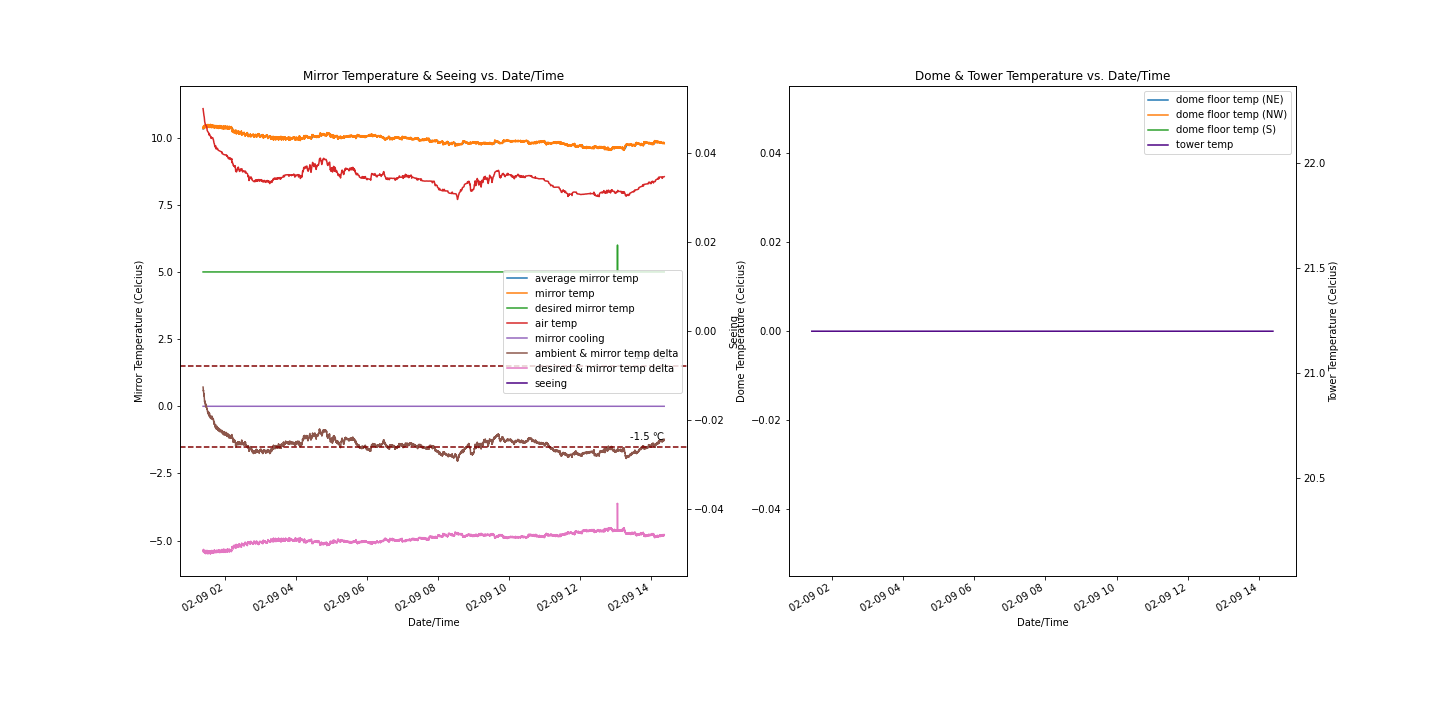 Mirror Temperature & Seeing vs. Date/Time
Mirror Temperature (Celcius)
10.0
7.5
5.0
2.5
0.0
−2.5
−5.0
0.04
0.02
0.00
−0.02
−0.04
Seeing
average mirror temp
mirror temp
desired mirror temp
air temp
mirror cooling
ambient & mirror temp delta
desired & mirror temp delta
seeing
-1.5 °C
02-09 02
02-09 04
02-09 06
02-09 08
02-09 10
02-09 12
02-09 14
Date/Time
Dome & Tower Temperature vs. Date/Time
Dome Temperature (Celcius)
0.04
0.02
0.00
−0.02
−0.04
dome floor temp (NE)
dome floor temp (NW)
dome floor temp (S)
tower temp
22.0
21.5
21.0
20.5
Tower Temperature (Celcius)
02-09 02
02-09 04
02-09 06
02-09 08
02-09 10
02-09 12
02-09 14
Date/Time